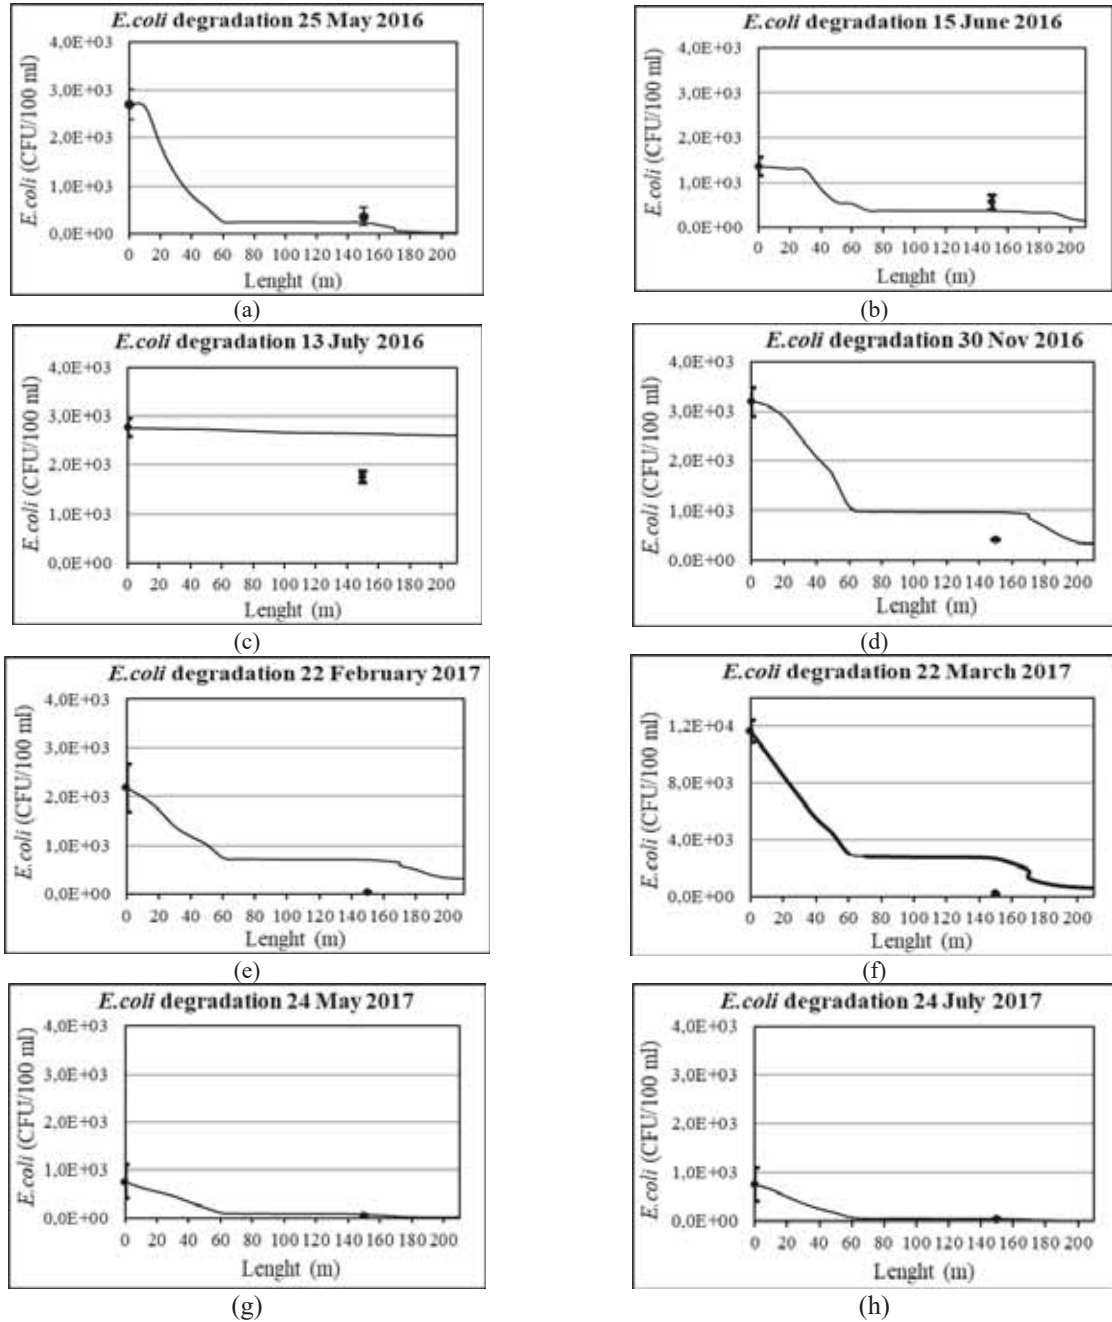 E.coli degradation 25 May 2016
E.coli (CFU/100 ml)
4,0E+03
3,0E+03
2,0E+03
1,0E+03
0,0E+00
0 20 40 60 80 100 120 140 160 180 200
Lenght (m)
(a)
E.coli degradation 15 June 2016
E.coli (CFU/100 ml)
4,0E+03
3,0E+03
2,0E+03
1,0E+03
0,0E+00
0 20 40 60 80 100 120 140 160 180 200
Lenght (m)
(b)
E.coli degradation 13 July 2016
E.coli (CFU/100 ml)
4,0E+03
3,0E+03
2,0E+03
1,0E+03
0,0E+00
0 20 40 60 80 100 120 140 160 180 200
Lenght (m)
(c)
E.coli degradation 30 Nov 2016
E.coli (CFU/100 ml)
4,0E+03
3,0E+03
2,0E+03
1,0E+03
0,0E+00
0 20 40 60 80 100 120 140 160 180 200
Lenght (m)
(d)
E.coli degradation 22 February 2017
E.coli (CFU/100 ml)
4,0E+03
3,0E+03
2,0E+03
1,0E+03
0,0E+00
0 20 40 60 80 100 120 140 160 180 200
Lenght (m)
(e)
E.coli degradation 22 March 2017
E.coli (CFU/100 ml)
1,2E+04
8,0E+03
4,0E+03
0,0E+00
0 20 40 60 80 100 120 140 160 180 200
Lenght (m)
(f)
E.coli degradation 24 May 2017
E.coli (CFU/100 ml)
4,0E+03
3,0E+03
2,0E+03
1,0E+03
0,0E+00
0 20 40 60 80 100 120 140 160 180 200
Lenght (m)
(g)
E.coli degradation 24 July 2017
E.coli (CFU/100 ml)
4,0E+03
3,0E+03
2,0E+03
1,0E+03
0,0E+00
0 20 40 60 80 100 120 140 160 180 200
Lenght (m)
(h)